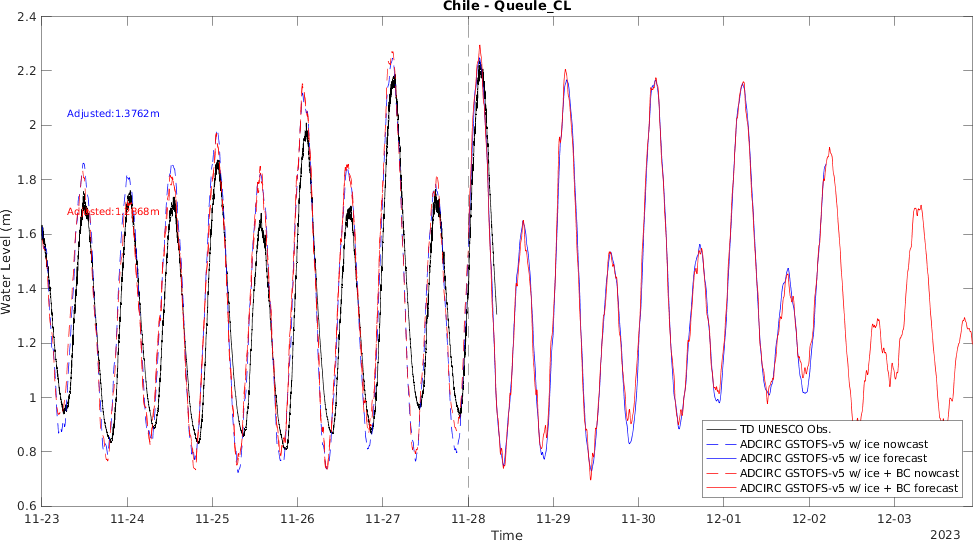 Chile - Queule_CL
2.4
2.2
2
1.8
1.6
1.4
1.2
1
0.8
0.6
Water Level (m)
Adjusted:1.3762m
TD UNESCO Obs.
ADCIRC GSTOFS-v5 w/ ice nowcast
ADCIRC GSTOFS-v5 w/ ice forecast
ADCIRC GSTOFS-v5 w/ ice + BC nowcast
ADCIRC GSTOFS-v5 w/ ice + BC forecast
11-23 11-24 11-25 11-26 11-27 11-28 11-29 11-30 12-01 12-02 12-03
Time
2023